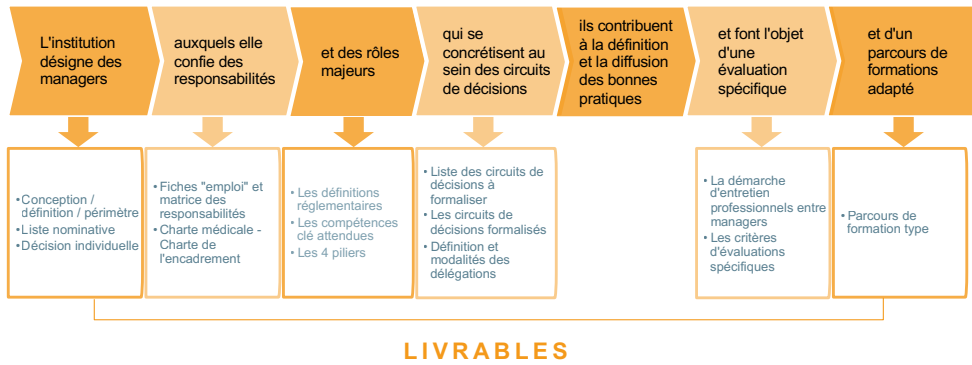 L'institution
désigne des
managers
auxquels elle
confie des
responsabilités
et des rôles
majeurs
qui se
concrétisent au
sein des circuits
de décisions
ils contribuent
à la définition
et la diffusion
des bonnes
pratiques
et font l'objet
d'une
évaluation
spécifique
et d'un
parcours de
formations
adapté
•Conception /
définition / périmètre
•Liste nominative
•Décision individuelle
•Fiches "emploi" et
matrice des
responsabilités
•Charte médicale -
Charte de
l'encadrement
•Les définitions
réglementaires
•Les compétences
clé attendues
•Les 4 piliers
•Liste des circuits de
décisions à
formaliser
•Les circuits de
décisions formalisés
•Définition et
modalités des
délégations
•La démarche
d'entretien
professionnels entre
managers
•Les critères
d'évaluations
spécifiques
•Parcours de
formation type
LIVRABLES